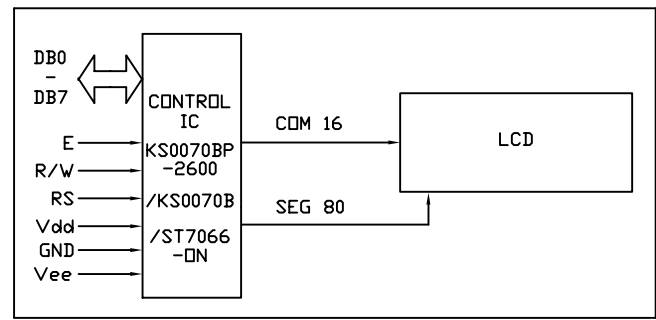 DB0
-
DB7
E
R/W
RS
Vdd
GND
Vee
CONTROL
IC
KS0070BP
-2600
/KS0070B
/ST7066
-0N
COM 16
SEG 80
LCD